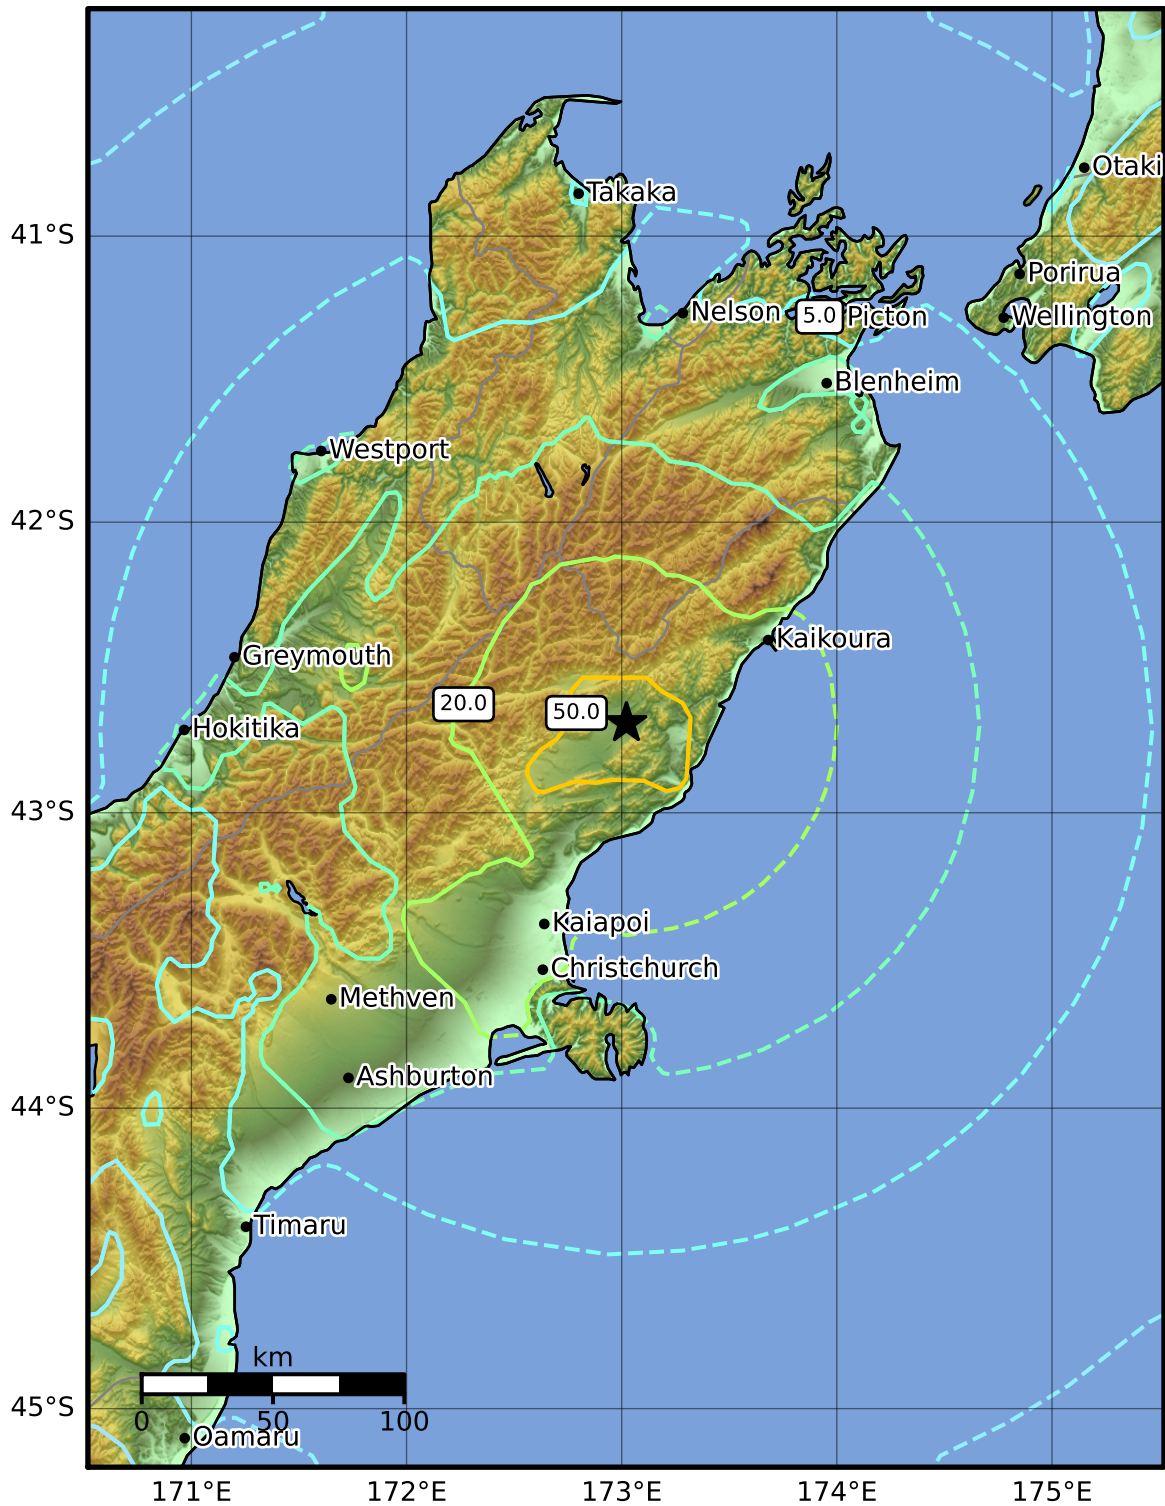 Otaki
Takaka
41°S
Porirua
Nelson
5.0
Picton
Wellington
Blenheim
Westport
42°S
Kaikoura
Greymouth
20.0
50.0
Hokitika
43°S
Kaiapoi
Christchurch
Methven
Ashburton
44°S
Timaru
km
0 50 100
45°S
Oamaru
171°E 172°E 173°E 174°E 175°E